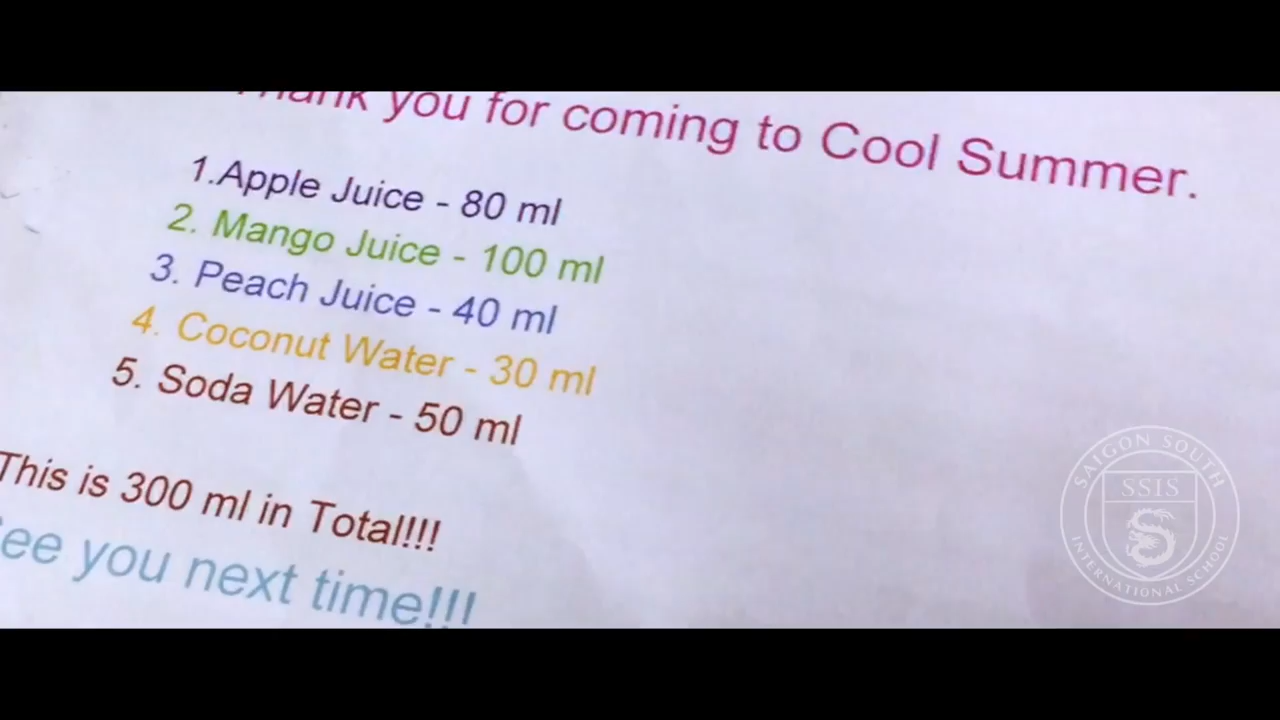 Thank you for coming to Cool Summer.
1.Apple Juice - 80 ml
2. Mango Juice - 100 ml
3. Peach Juice - 40 ml
4. Coconut Water - 30 ml
5. Soda Water - 50 ml
This is 300 ml in Total!!!
See you next time!!!
SAIGON SOUTH
SSIS
INTERNATIONAL SCHOOL